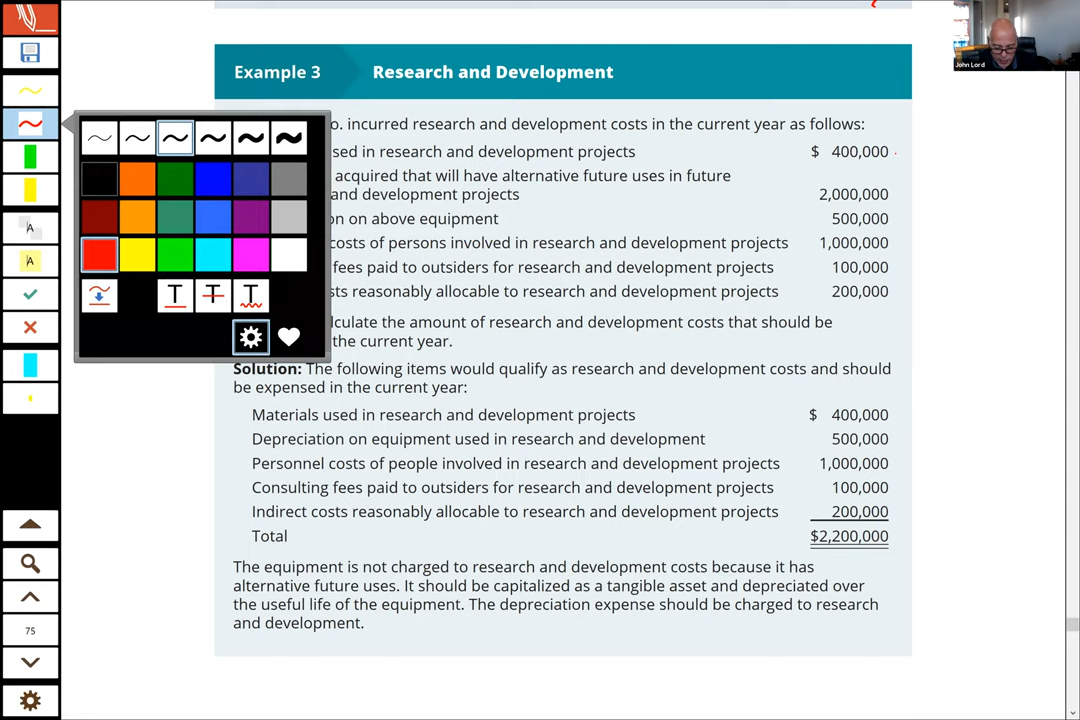 John Lord
Example 3 Research and Development
o. incurred research and development costs in the current year as follows:
sed in research and development projects $ 400,000
acquired that will have alternative future uses in future
and development projects 2,000,000
on on above equipment 500,000
costs of persons involved in research and development projects 1,000,000
fees paid to outsiders for research and development projects 100,000
sts reasonably allocable to research and development projects 200,000
lculate the amount of research and development costs that should be
the current year.
Solution: The following items would qualify as research and development costs and should
be expensed in the current year:
Materials used in research and development projects $ 400,000
Depreciation on equipment used in research and development 500,000
Personnel costs of people involved in research and development projects 1,000,000
Consulting fees paid to outsiders for research and development projects 100,000
Indirect costs reasonably allocable to research and development projects 200,000
Total $2,200,000
The equipment is not charged to research and development costs because it has
alternative future uses. It should be capitalized as a tangible asset and depreciated over
the useful life of the equipment. The depreciation expense should be charged to research
and development.
A
A
T T T
75